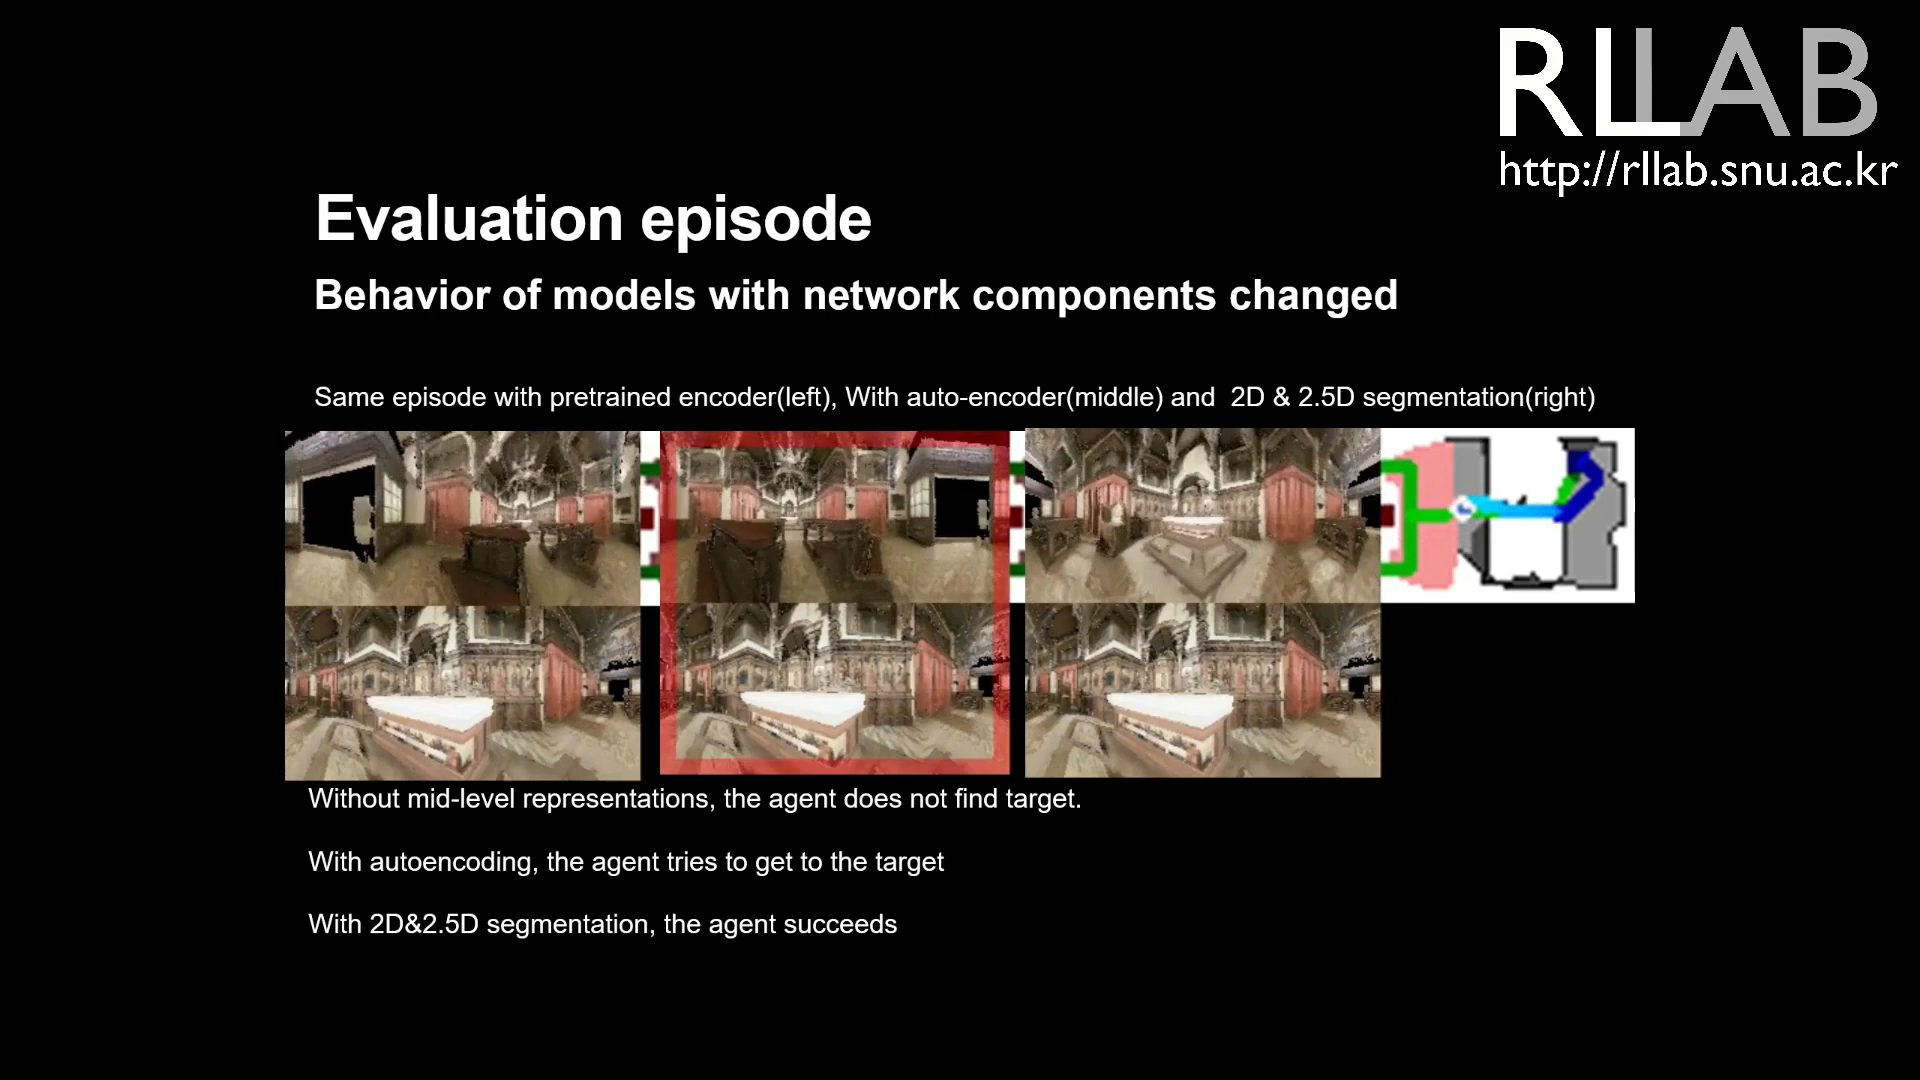 RLLAB
http://rllab.snu.ac.kr
Evaluation episode
Behavior of models with network components changed
Same episode with pretrained encoder(left), With auto-encoder(middle) and  2D & 2.5D segmentation(right)
Without mid-level representations, the agent does not find target.
With autoencoding, the agent tries to get to the target
With 2D&2.5D segmentation, the agent succeeds